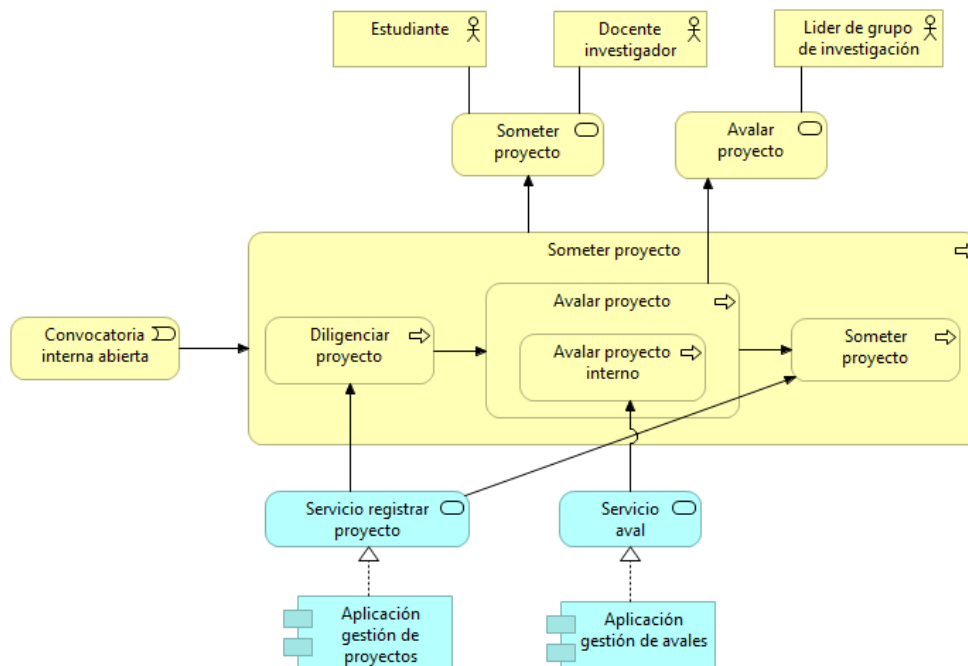 Estudiante
Docente
investigador
Lider de grupo
de investigación
Someter
proyecto
Avalar
proyecto
Someter proyecto
Convocatoria
interna abierta
Diligenciar
proyecto
Avalar proyecto
Avalar proyecto
interno
Someter
proyecto
Servicio registrar
proyecto
Servicio
aval
Aplicación
gestión de
proyectos
Aplicación
gestión de avales